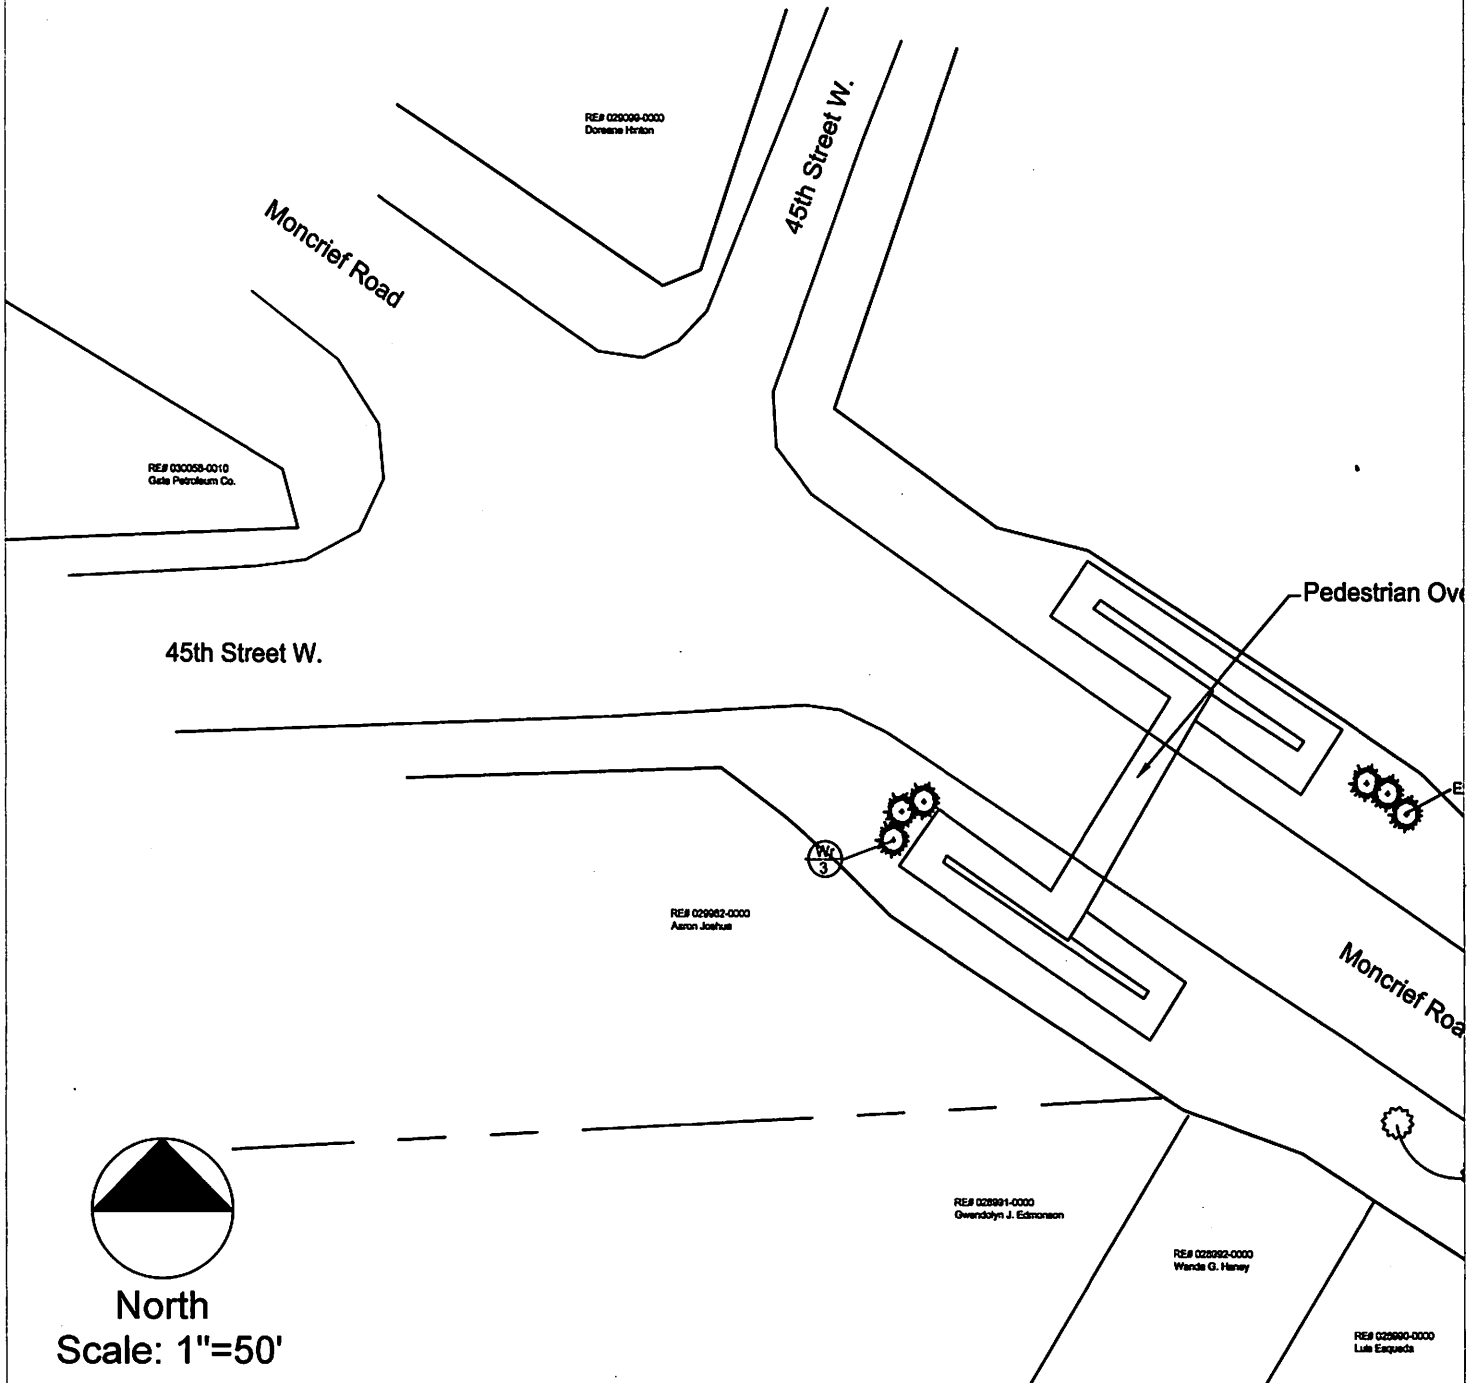 RE# 029099-0000
Doreane Hinton
45th Street W.
Moncrief Road
RE# 030058-0010
Gate Petroleum Co.
Pedestrian Ove
45th Street W.
E
3
RE# 029982-0000
Aaron Joshua
Moncrief Roa
RE# 028991-0000
Gwendolyn J. Edmonson
RE# 028992-0000
Wanda G. Haney
North
Scale: 1"=50'
RE# 028990-0000
Luis Esqueda